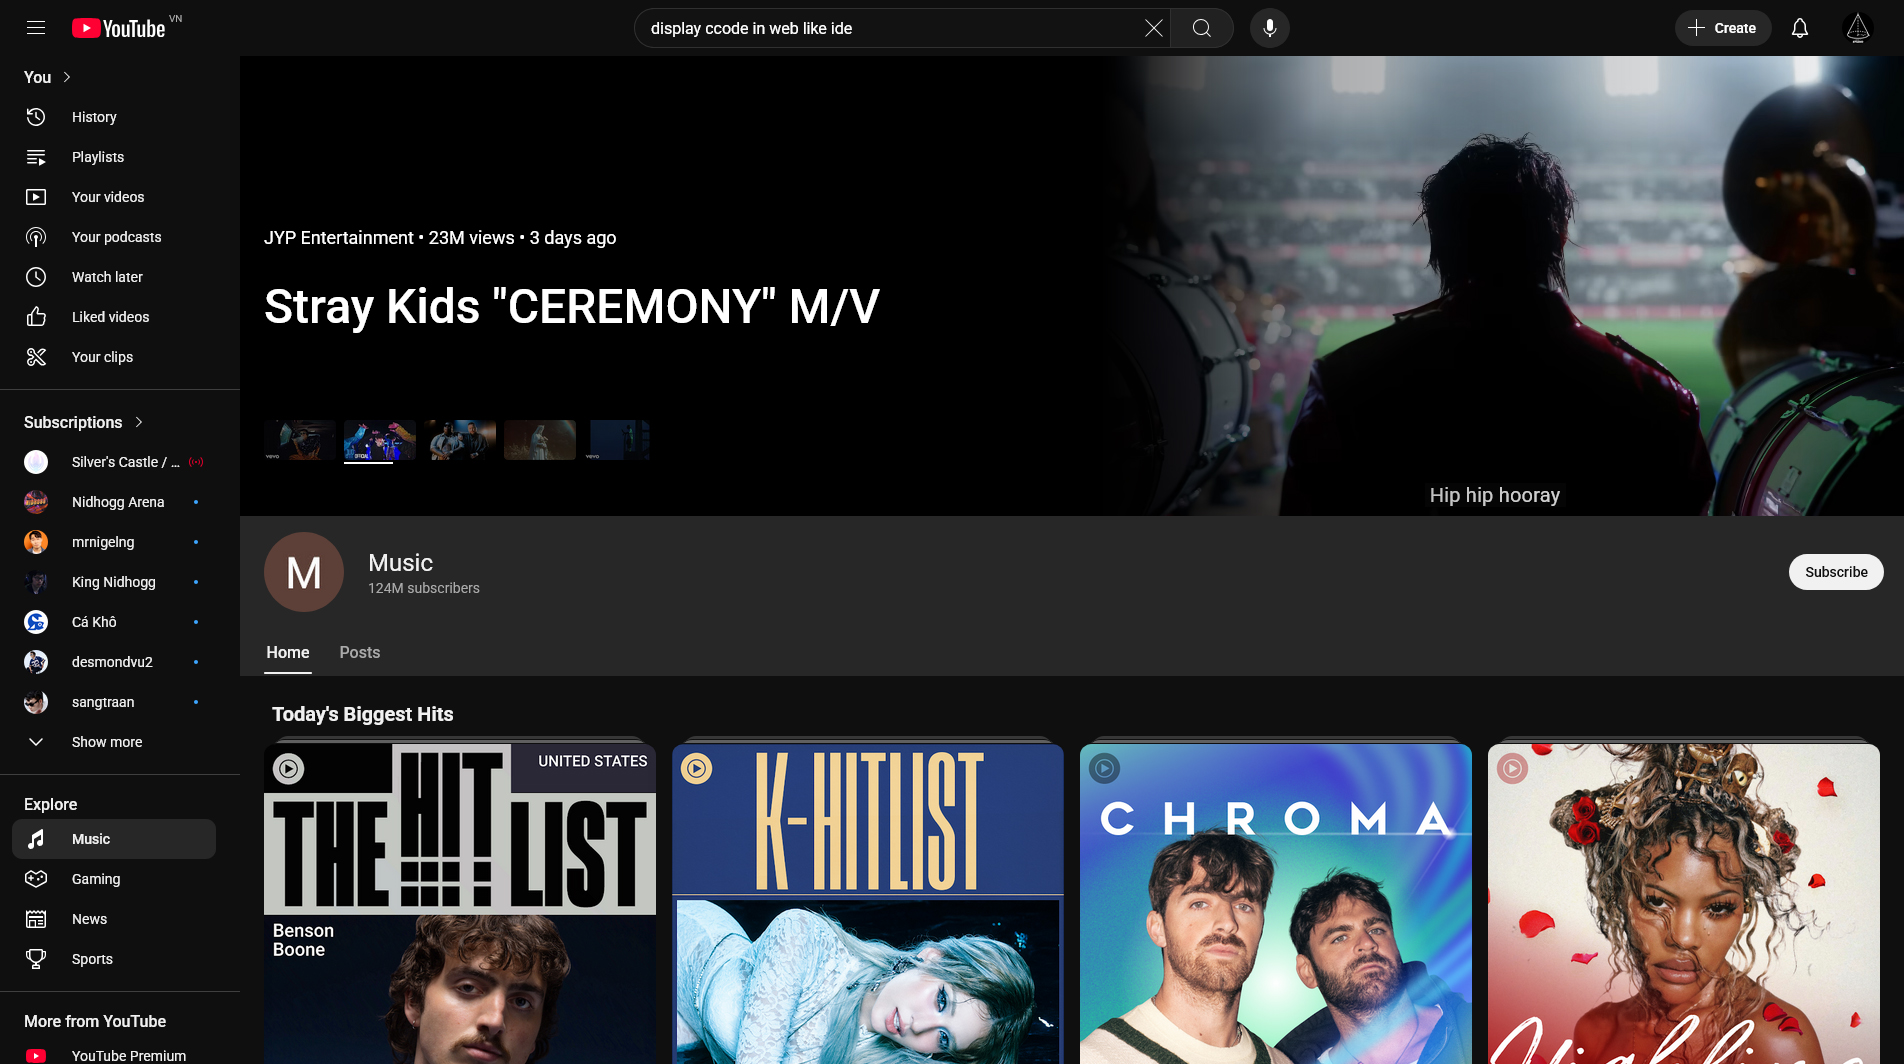 YouTube VN
display ccode in web like ide
Create
You
History
Playlists
Your videos
Your podcasts
Watch later
Liked videos
Your clips
Subscriptions
Silver's Castle / ...
Nidhogg Arena
mrnigelng
King Nidhogg
Cá Khô
desmondvu2
sangtraan
Show more
Explore
Music
Gaming
News
Sports
More from YouTube
YouTube Premium
JYP Entertainment • 23M views • 3 days ago
Stray Kids "CEREMONY" M/V
vevo
OFFICIAL
vevo
Hip hip hooray
M
Music
124M subscribers
Subscribe
Home
Posts
Today's Biggest Hits
UNITED STATES
THE HIT LIST
Benson
Boone
K-HITLIST
CHROMA